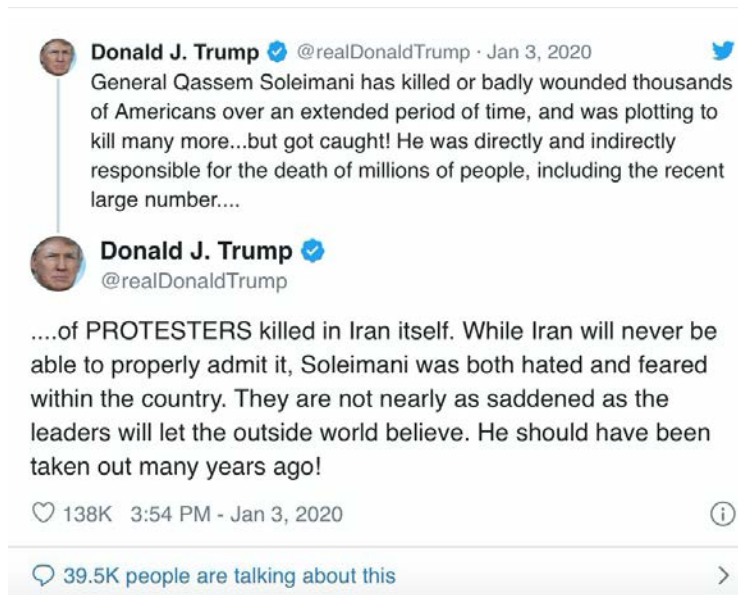 Donald J. Trump @realDonaldTrump · Jan 3, 2020
General Qassem Soleimani has killed or badly wounded thousands
of Americans over an extended period of time, and was plotting to
kill many more...but got caught! He was directly and indirectly
responsible for the death of millions of people, including the recent
large number....
Donald J. Trump
@realDonaldTrump
....of PROTESTERS killed in Iran itself. While Iran will never be
able to properly admit it, Soleimani was both hated and feared
within the country. They are not nearly as saddened as the
leaders will let the outside world believe. He should have been
taken out many years ago!
138K 3:54 PM - Jan 3, 2020
39.5K people are talking about this